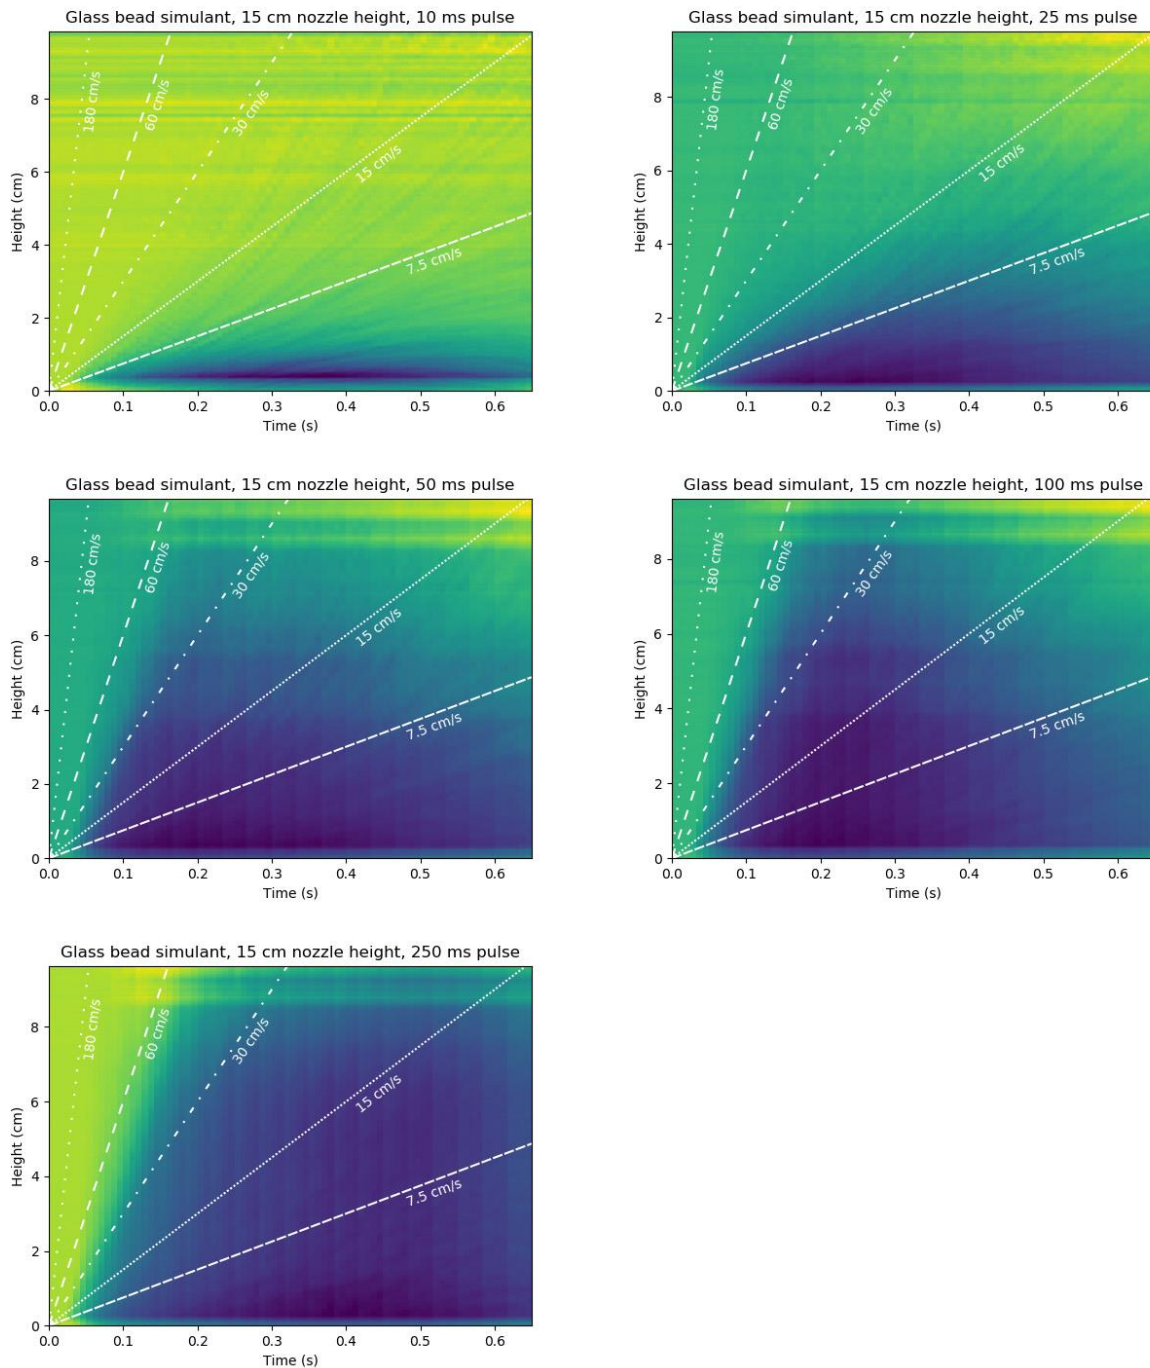 Glass bead simulant, 15 cm nozzle height, 10 ms pulse
Height (cm)
8
6
4
2
0
180 cm/s
60 cm/s
30 cm/s
15 cm/s
7.5 cm/s
0.0 0.1 0.2 0.3 0.4 0.5 0.6
Time (s)
Glass bead simulant, 15 cm nozzle height, 25 ms pulse
Height (cm)
8
6
4
2
0
180 cm/s
60 cm/s
30 cm/s
15 cm/s
7.5 cm/s
0.0 0.1 0.2 0.3 0.4 0.5 0.6
Time (s)
Glass bead simulant, 15 cm nozzle height, 50 ms pulse
Height (cm)
8
6
4
2
0
180 cm/s
60 cm/s
30 cm/s
15 cm/s
7.5 cm/s
0.0 0.1 0.2 0.3 0.4 0.5 0.6
Time (s)
Glass bead simulant, 15 cm nozzle height, 100 ms pulse
Height (cm)
8
6
4
2
0
180 cm/s
60 cm/s
30 cm/s
15 cm/s
7.5 cm/s
0.0 0.1 0.2 0.3 0.4 0.5 0.6
Time (s)
Glass bead simulant, 15 cm nozzle height, 250 ms pulse
Height (cm)
8
6
4
2
0
180 cm/s
60 cm/s
30 cm/s
15 cm/s
7.5 cm/s
0.0 0.1 0.2 0.3 0.4 0.5 0.6
Time (s)